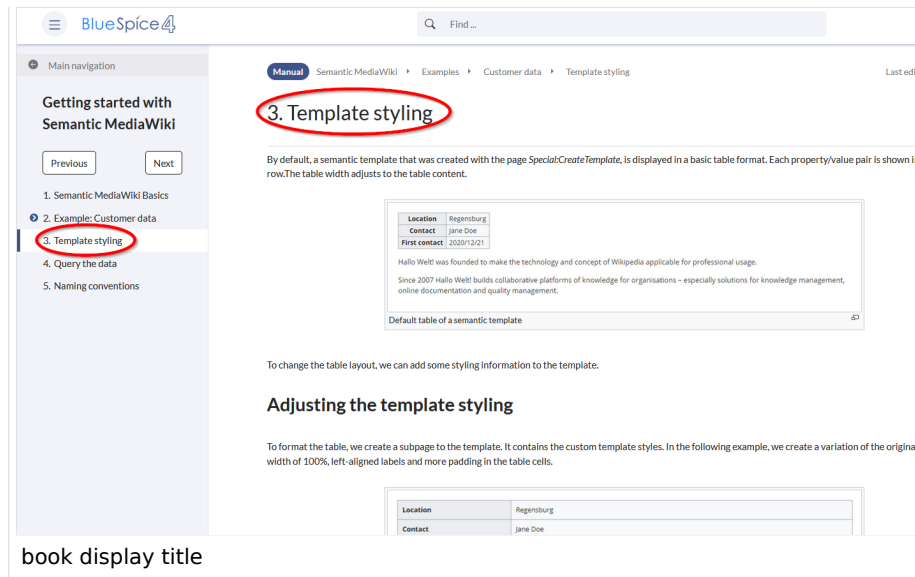 BlueSpice 4
Find ...
Main navigation
Getting started with
Semantic MediaWiki
Previous
Next
1. Semantic MediaWiki Basics
2. Example: Customer data
3. Template styling
4. Query the data
5. Naming conventions
Manual Semantic MediaWiki Examples Customer data Template styling
Last edi
3. Template styling
By default, a semantic template that was created with the page Special:CreateTemplate, is displayed in a basic table format. Each property/value pair is shown i
row.The table width adjusts to the table content.
Location Regensburg
Contact Jane Doe
First contact 2020/12/21
Hallo Welt! was founded to make the technology and concept of Wikipedia applicable for professional usage.
Since 2007 Hallo Welt! builds collaborative platforms of knowledge for organisations – especially solutions for knowledge management,
online documentation and quality management.
Default table of a semantic template
To change the table layout, we can add some styling information to the template.
Adjusting the template styling
To format the table, we create a subpage to the template. It contains the custom template styles. In the following example, we create a variation of the origina
width of 100%, left-aligned labels and more padding in the table cells.
Location Regensburg
Contact Jane Doe
book display title